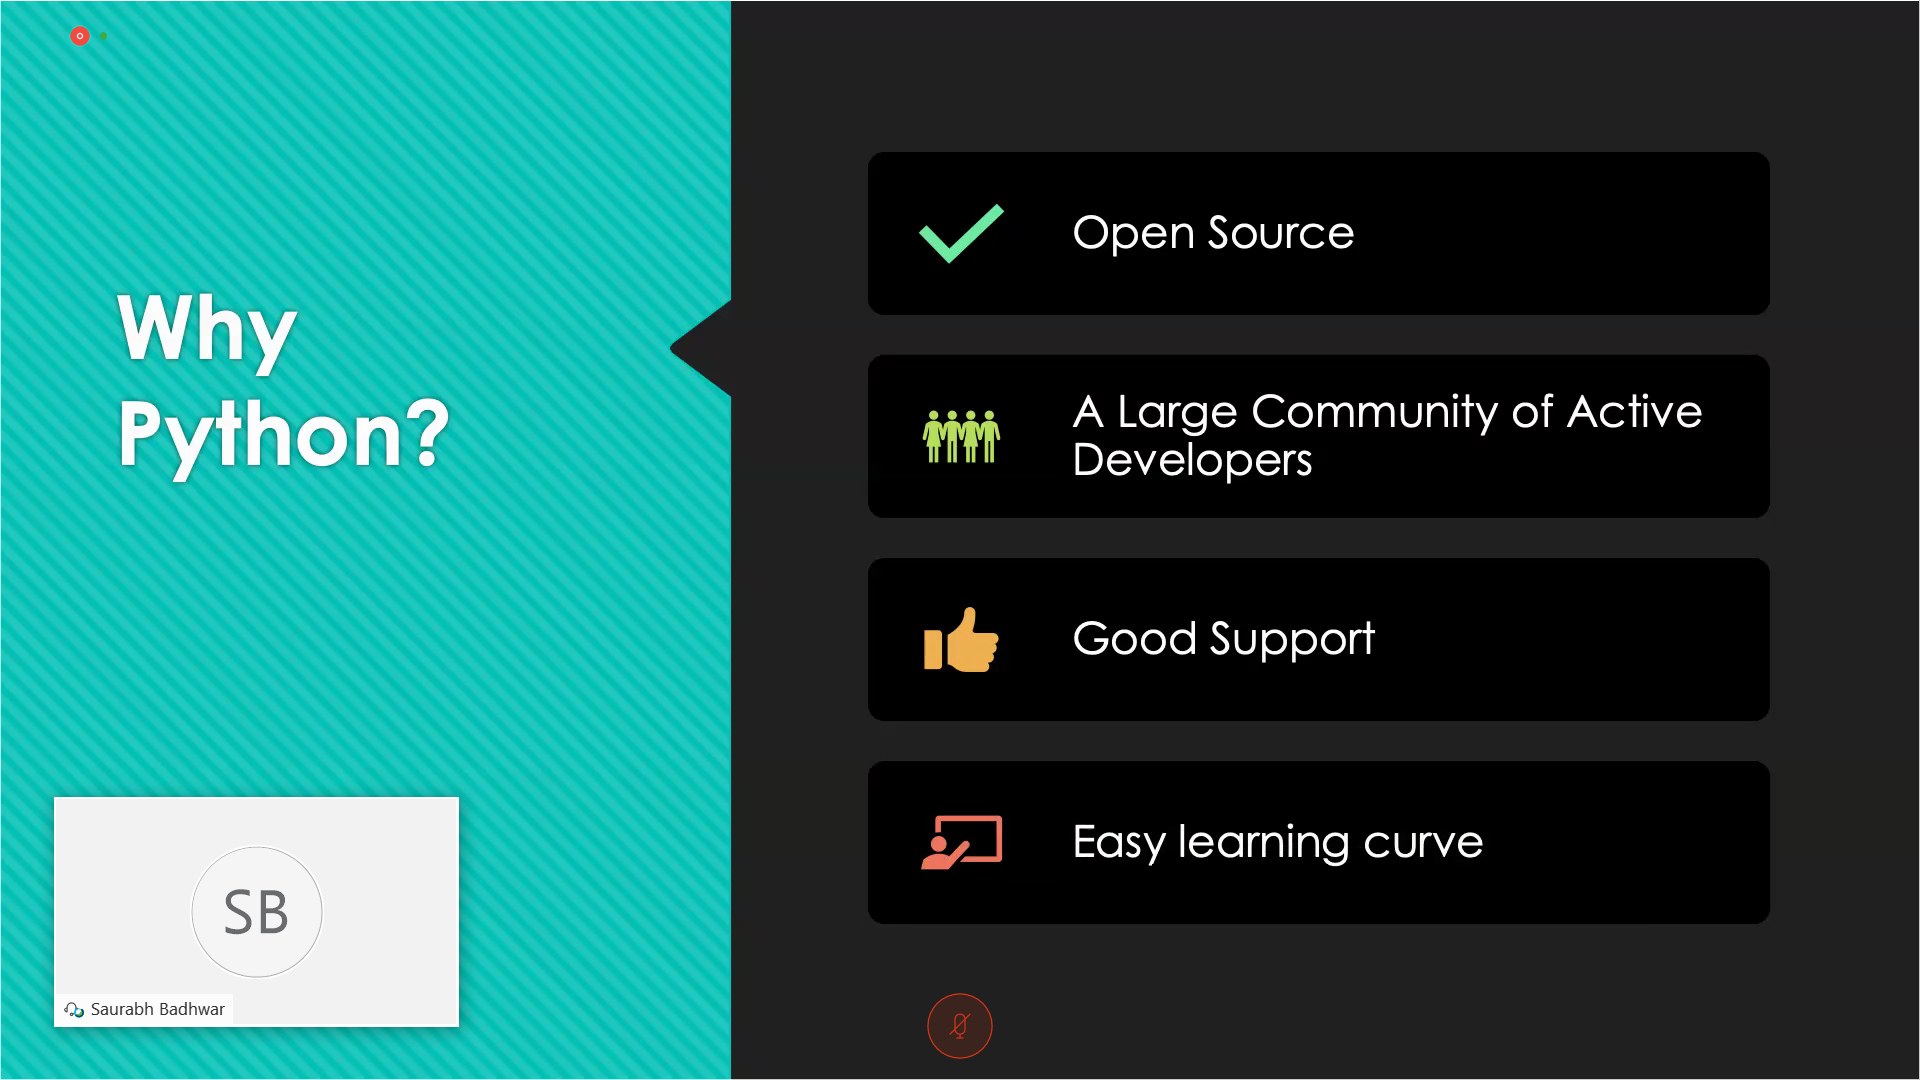 Why
Python?
Open Source
A Large Community of Active
Developers
Good Support
Easy learning curve
SB
Saurabh Badhwar